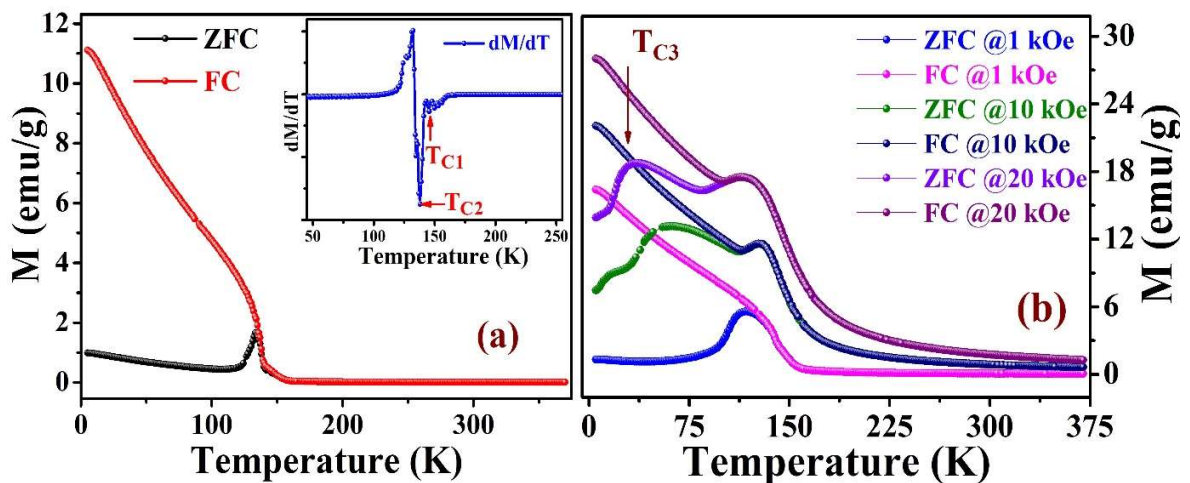 12
10
8
6
4
2
0
M (emu/g)
ZFC
FC
dM/dT
dM/dT
T_C1
T_C2
50 100 150 200 250
Temperature (K)
(a)
0 100 200 300
Temperature (K)
T_C3
ZFC @1 kOe
FC @1 kOe
ZFC @10 kOe
FC @10 kOe
ZFC @20 kOe
FC @20 kOe
(b)
30
24
18
12
6
0
M (emu/g)
0 75 150 225 300 375
Temperature (K)